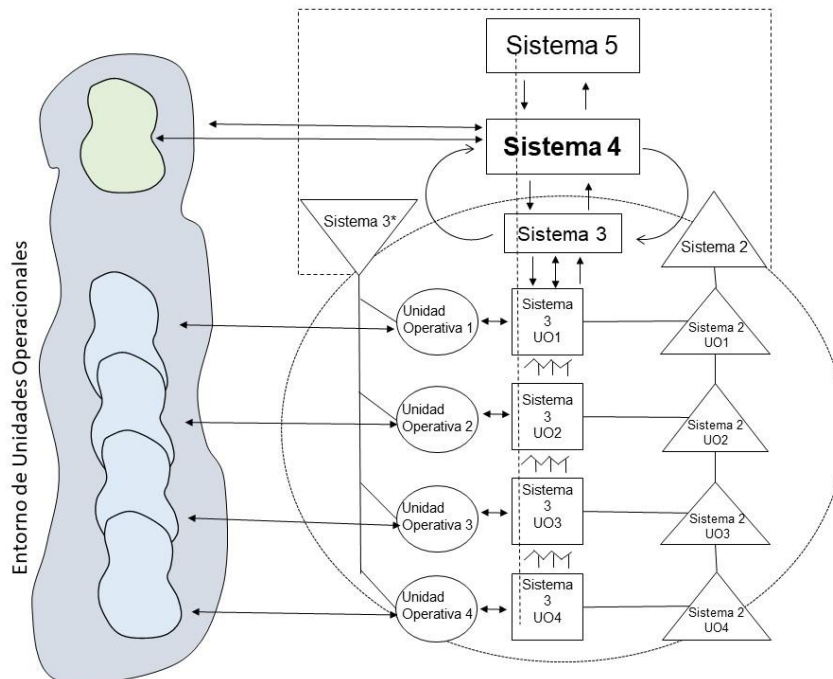 Sistema 5
Sistema 4
Sistema 3*
Sistema 3
Sistema 2
Entorno de Unidades Operacionales
Unidad
Operativa 1
Sistema
3
UO1
Sistema 2
UO1
Unidad
Operativa 2
Sistema
3
UO2
Sistema 2
UO2
Unidad
Operativa 3
Sistema
3
UO3
Sistema 2
UO3
Unidad
Operativa 4
Sistema
3
UO4
Sistema 2
UO4